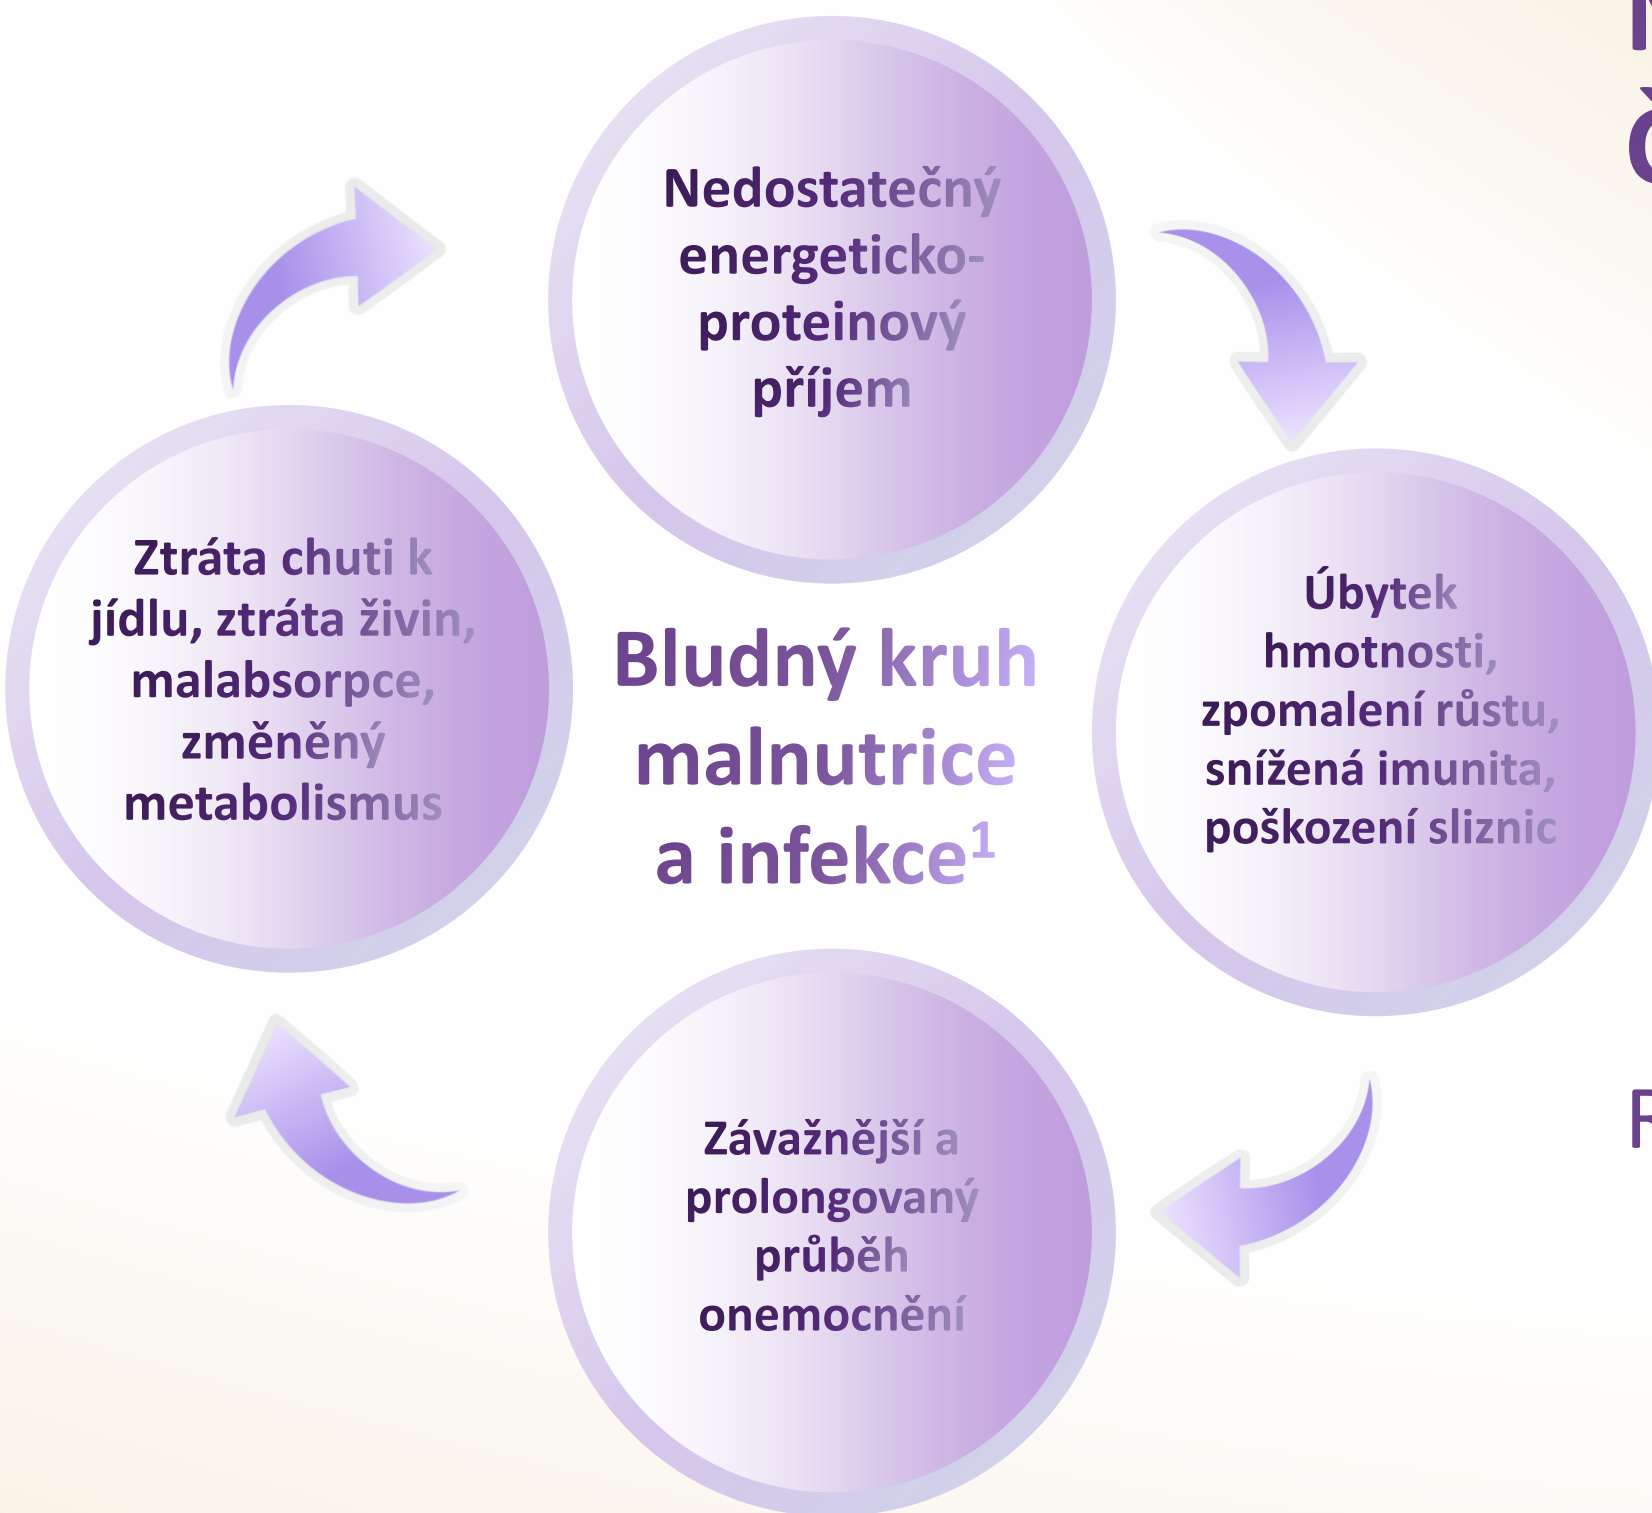 Nedostatečný
energeticko-
proteinový
příjem
Ztráta chuti k
jídlu, ztráta živin,
malabsorpce,
změněný
metabolismus
Bludný kruh
malnutrice
a infekce¹
Úbytek
hmotnosti,
zpomalení růstu,
snížená imunita,
poškození sliznic
Závažnější a
prolongovaný
průběh
onemocnění